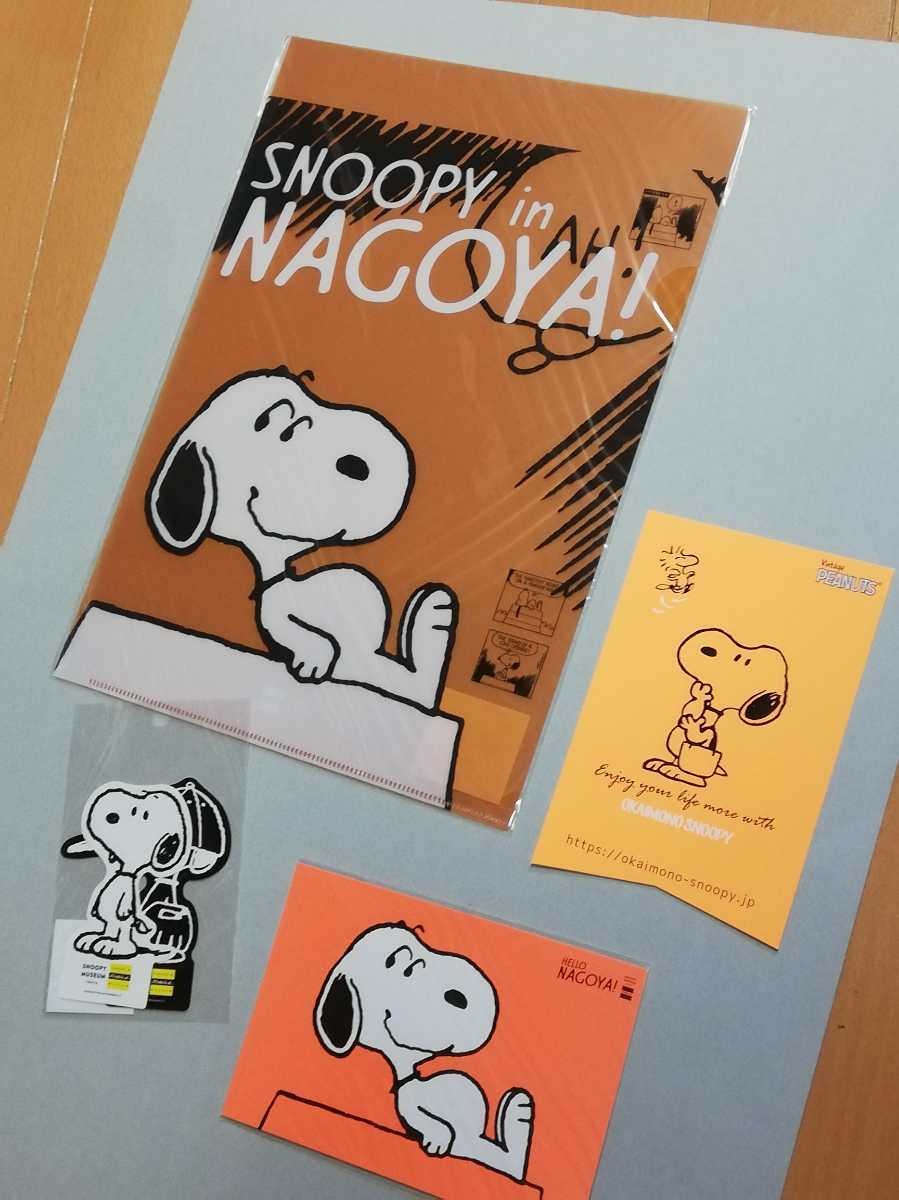 SNOOPY in
NAGOYA!
AH!
Vintage
PEANUTS
Enjoy your life more with
OKAIMONO SNOOPY
https://okaimono-snoopy.jp
SNOOPY
MUSEUM
HELLO
NAGOYA!